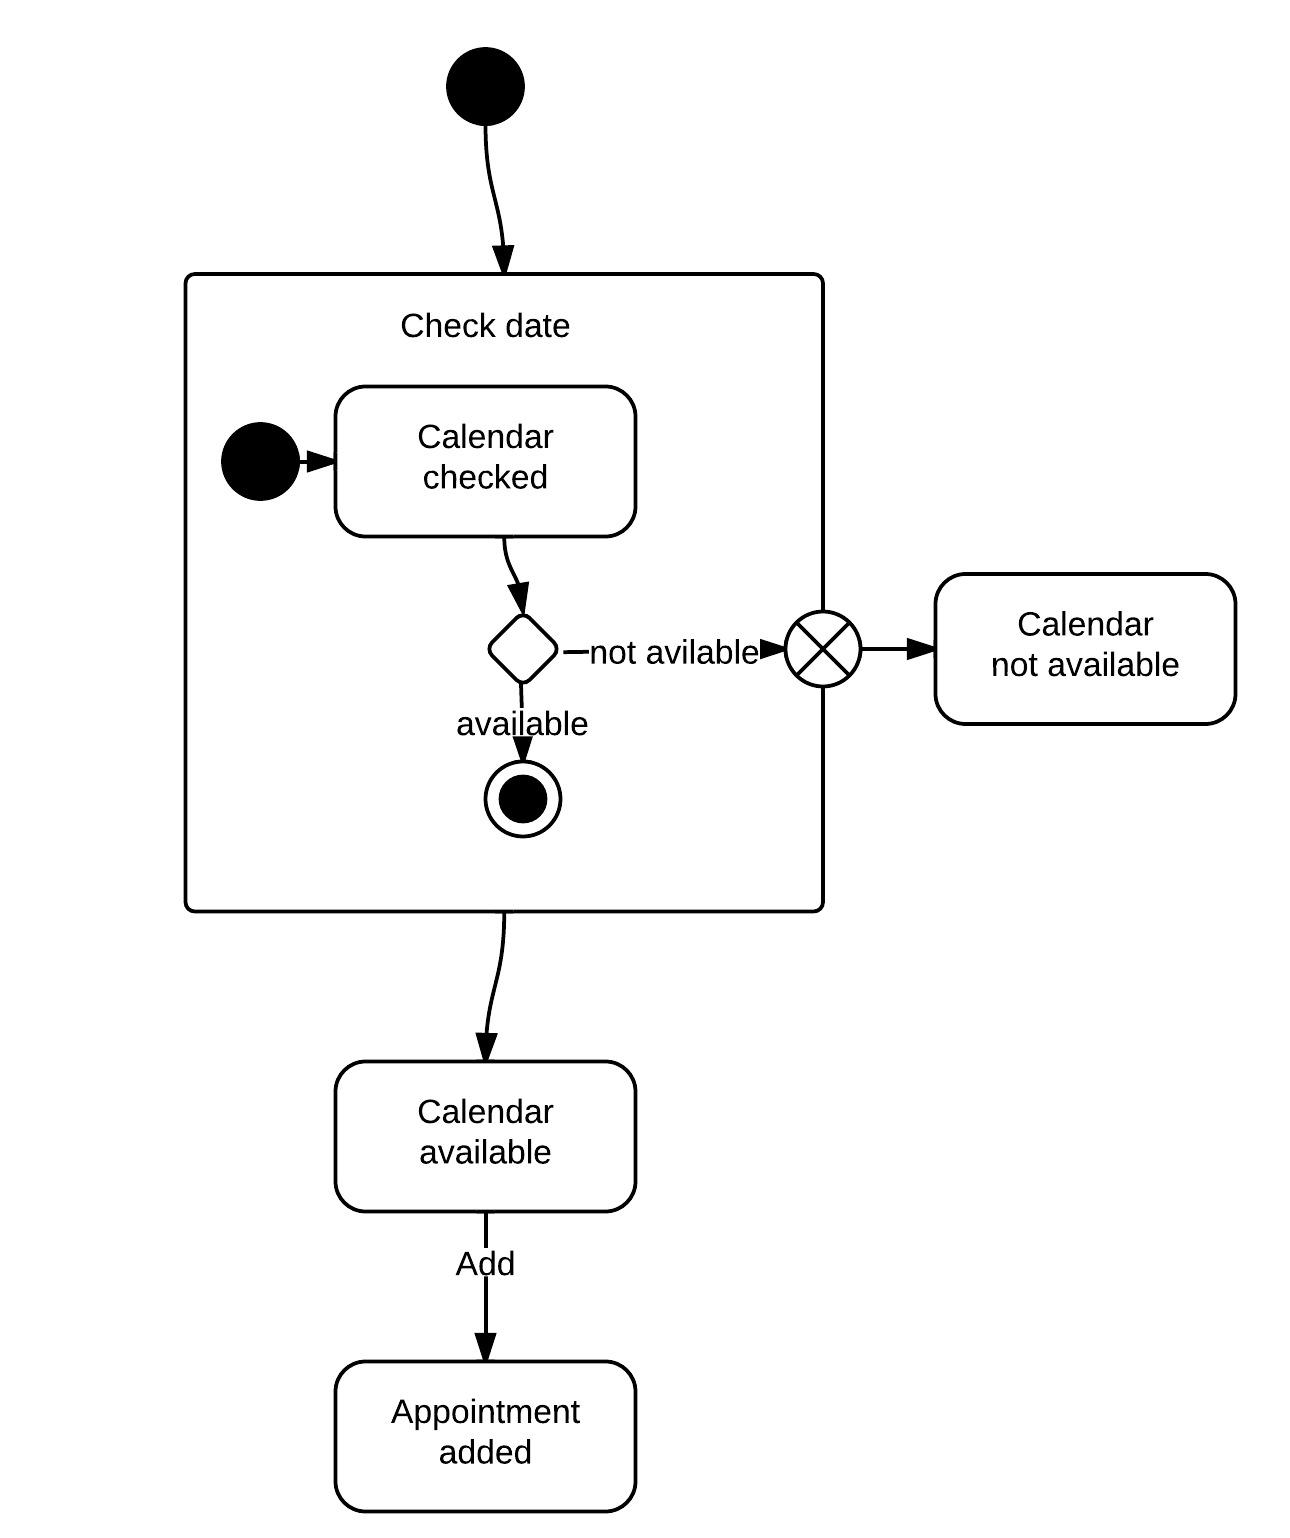 Check date
Calendar
checked
not avilable
Calendar
not available
available
Calendar
available
Add
Appointment
added